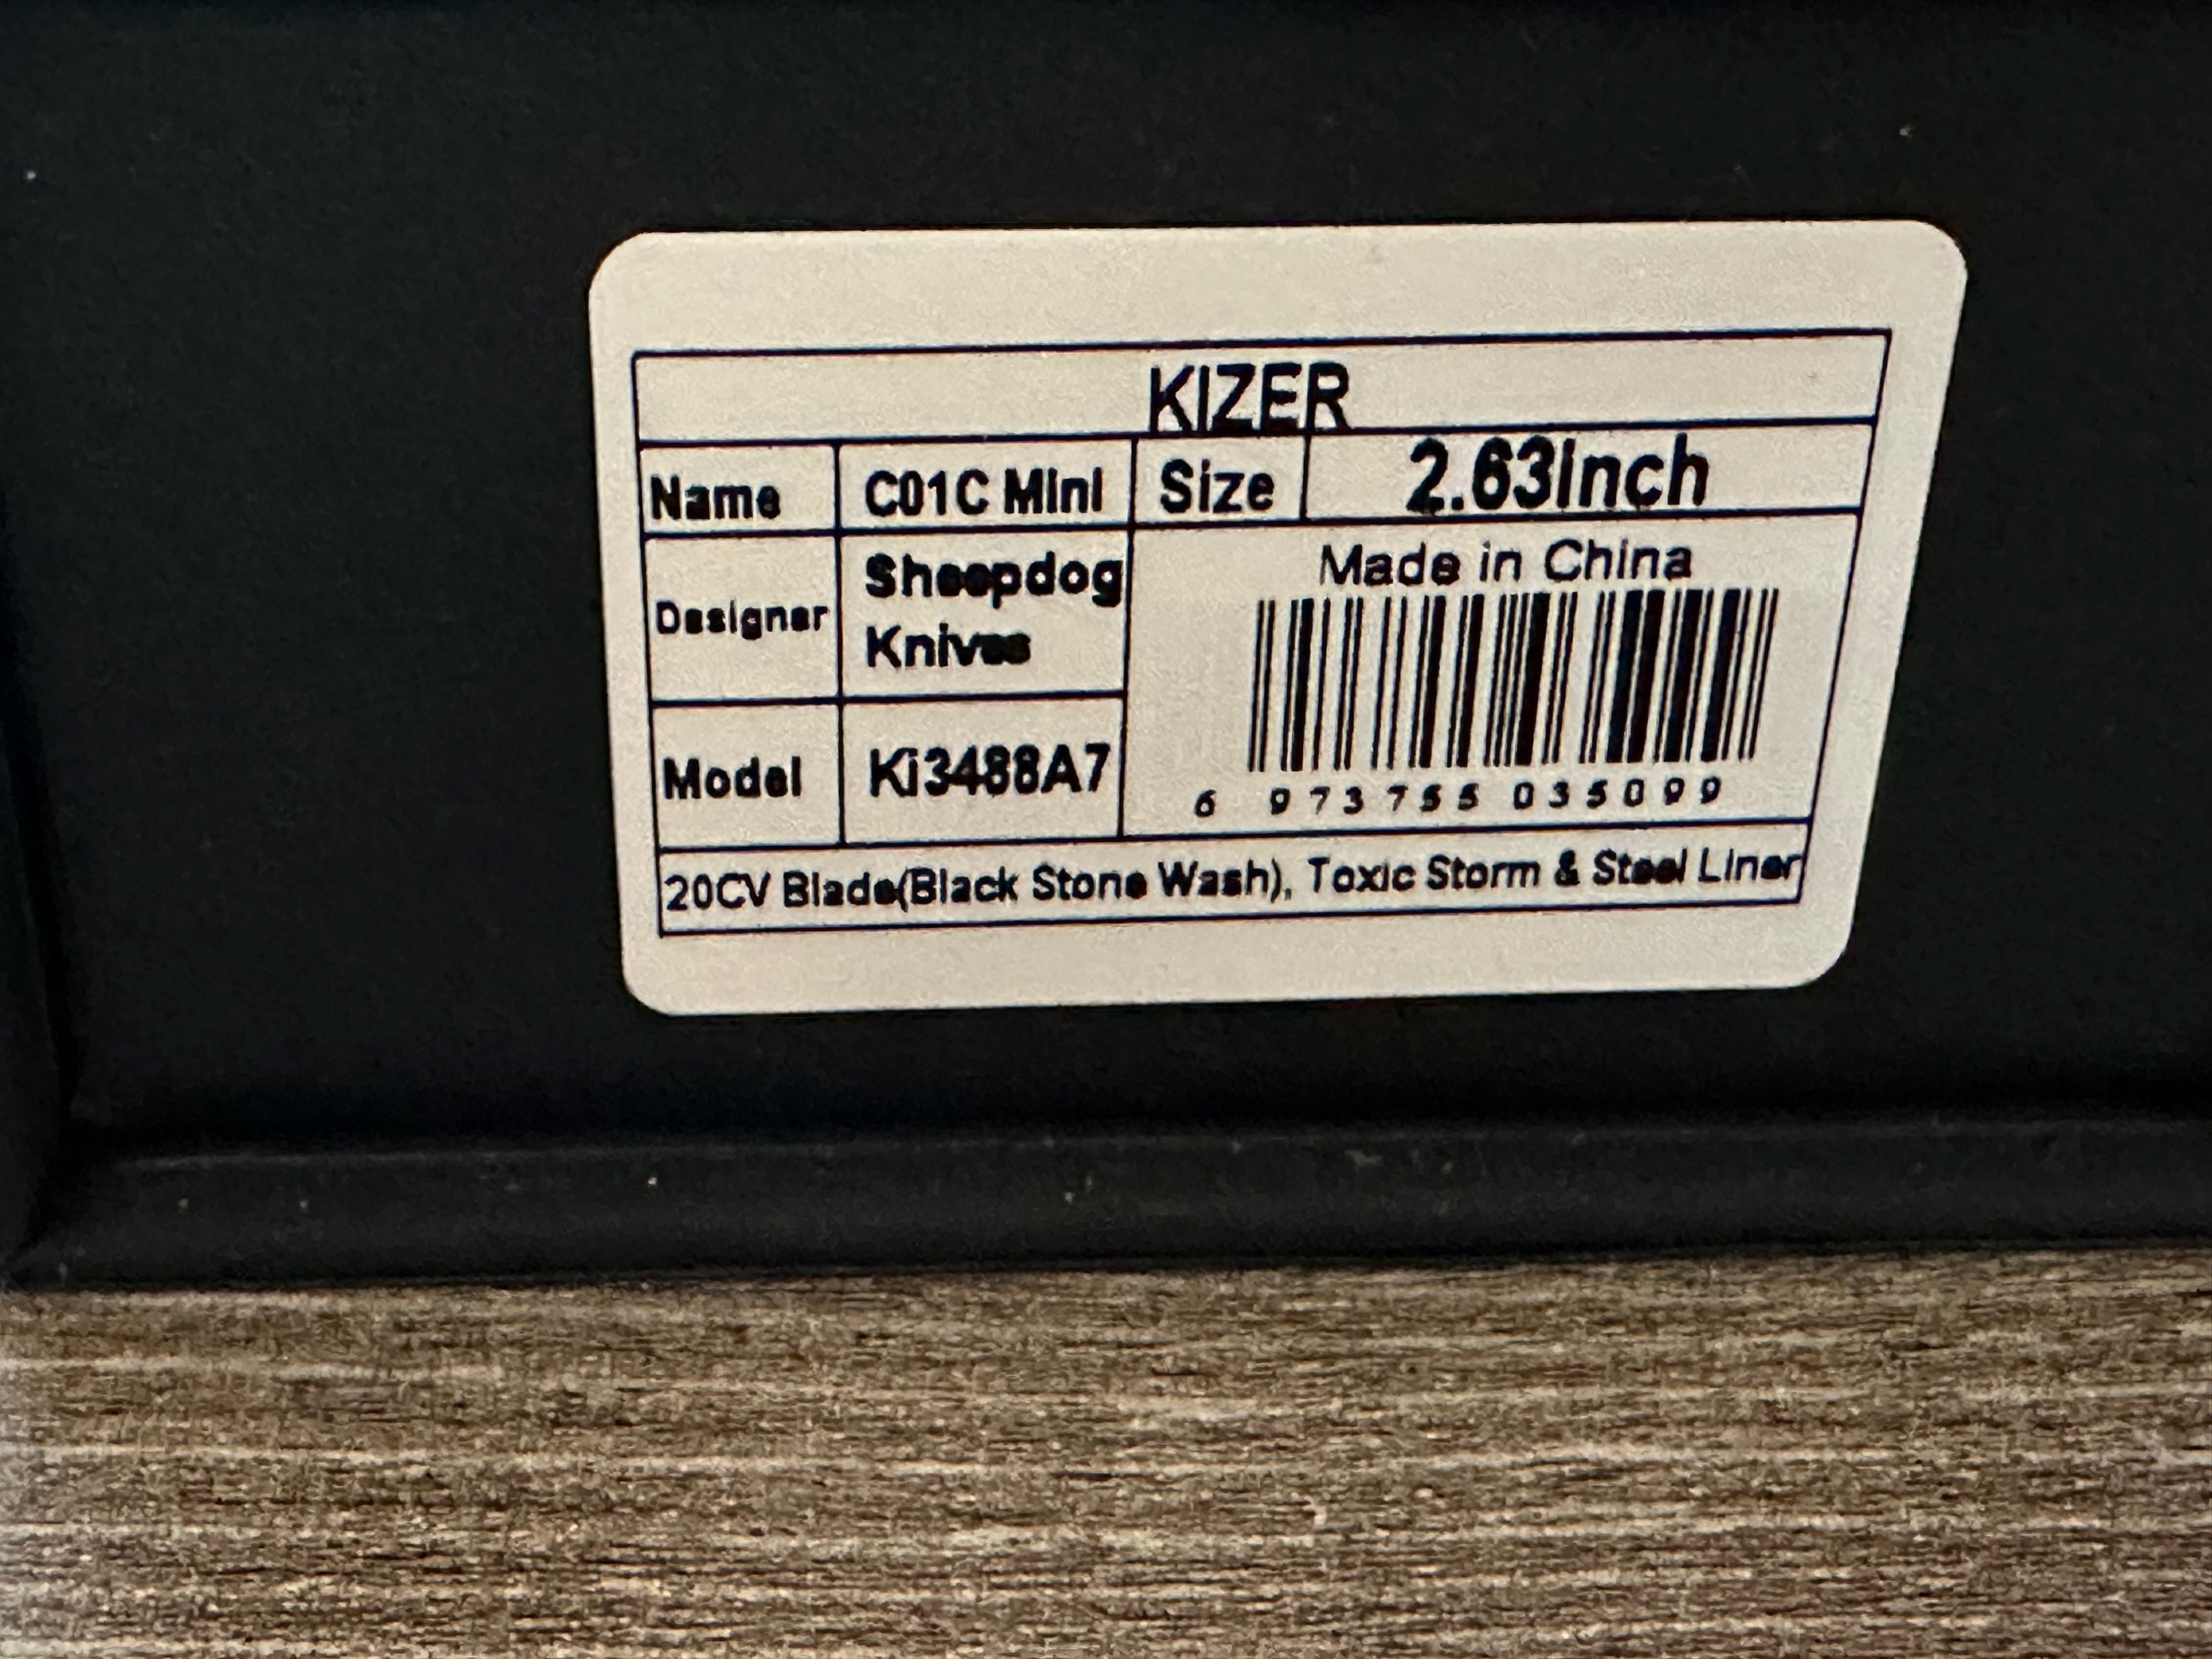 KIZER
Name C01C Mini Size 2.63inch
Designer Sheepdog Knives
Made in China
Model Ki3488A7
6 973755 035099
20CV Blade(Black Stone Wash), Toxic Storm & Steel Liner